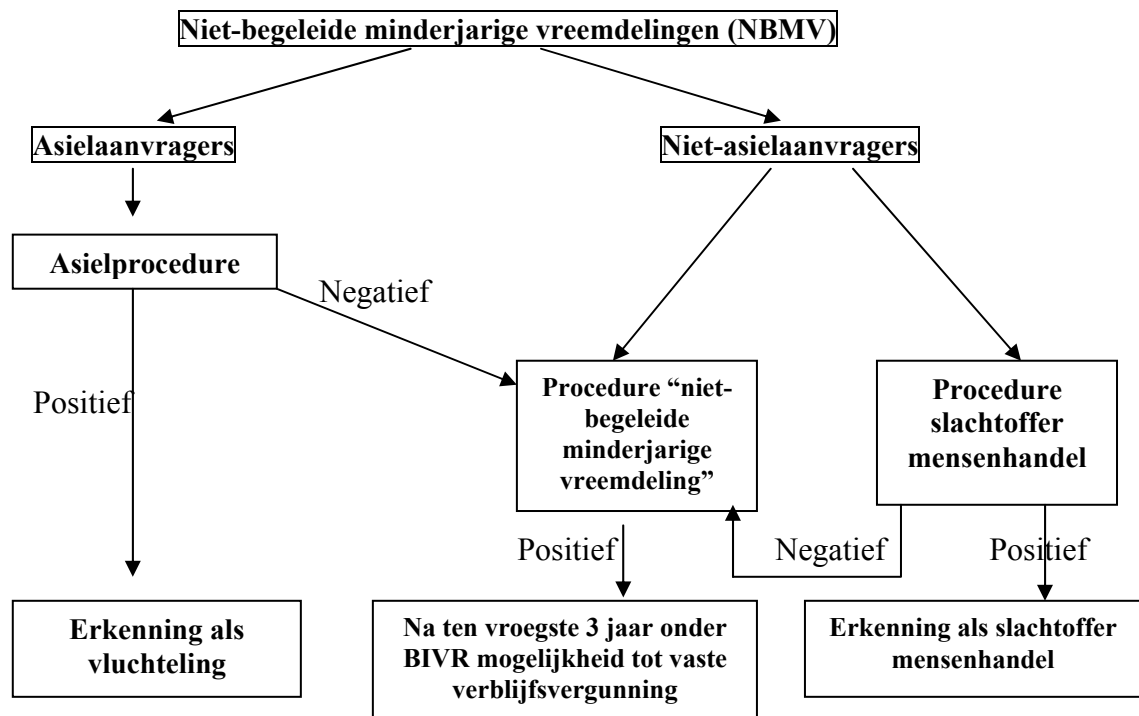 Niet-begeleide minderjarige vreemdelingen (NBMV)
Asielaanvragers
Niet-asielaanvragers
Asielprocedure
Negatief
Positief
Procedure “niet-
begeleide
minderjarige
vreemdeling”
Procedure
slachtoffer
mensenhandel
Positief
Negatief
Positief
Erkenning als
vluchteling
Na ten vroegste 3 jaar onder
BIVR mogelijkheid tot vaste
verblijfsvergunning
Erkenning als slachtoffer
mensenhandel